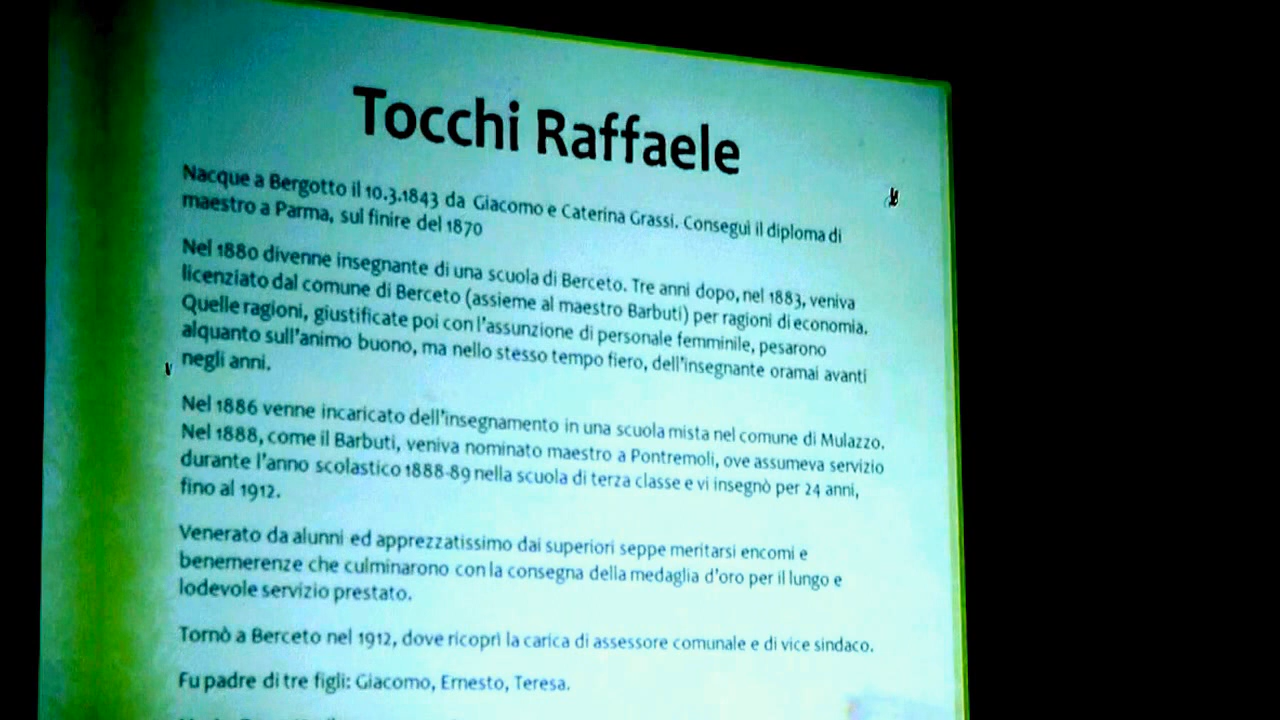 Tocchi Raffaele
Nacque a Bergotto il 10.3.1843 da Giacomo e Caterina Grassi. Conseguì il diploma di
maestro a Parma, sul finire del 1870
Nel 1880 divenne insegnante di una scuola di Berceto. Tre anni dopo, nel 1883, veniva
licenziato dal comune di Berceto (assieme al maestro Barbuti) per ragioni di economia.
Quelle ragioni, giustificate poi con l'assunzione di personale femminile, pesarono
alquanto sull'animo buono, ma nello stesso tempo fiero, dell'insegnante oramai avanti
negli anni.
Nel 1886 venne incaricato dell'insegnamento in una scuola mista nel comune di Mulazzo.
Nel 1888, come il Barbuti, veniva nominato maestro a Pontremoli, ove assumeva servizio
durante l'anno scolastico 1888-89 nella scuola di terza classe e vi insegnò per 24 anni,
fino al 1912.
Venerato da alunni ed apprezzatissimo dai superiori seppe meritarsi encomi e
benemerenze che culminarono con la consegna della medaglia d'oro per il lungo e
lodevole servizio prestato.
Tornò a Berceto nel 1912, dove ricoprì la carica di assessore comunale e di vice sindaco.
Fu padre di tre figli: Giacomo, Ernesto, Teresa.